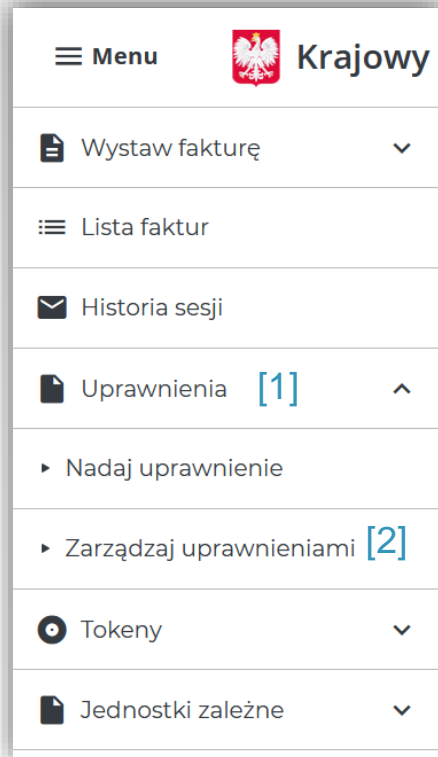 Menu Krajowy
Wystaw fakturę
Lista faktur
Historia sesji
Uprawnienia [1]
Nadaj uprawnienie
Zarządzaj uprawnieniami [2]
Tokeny
Jednostki zależne